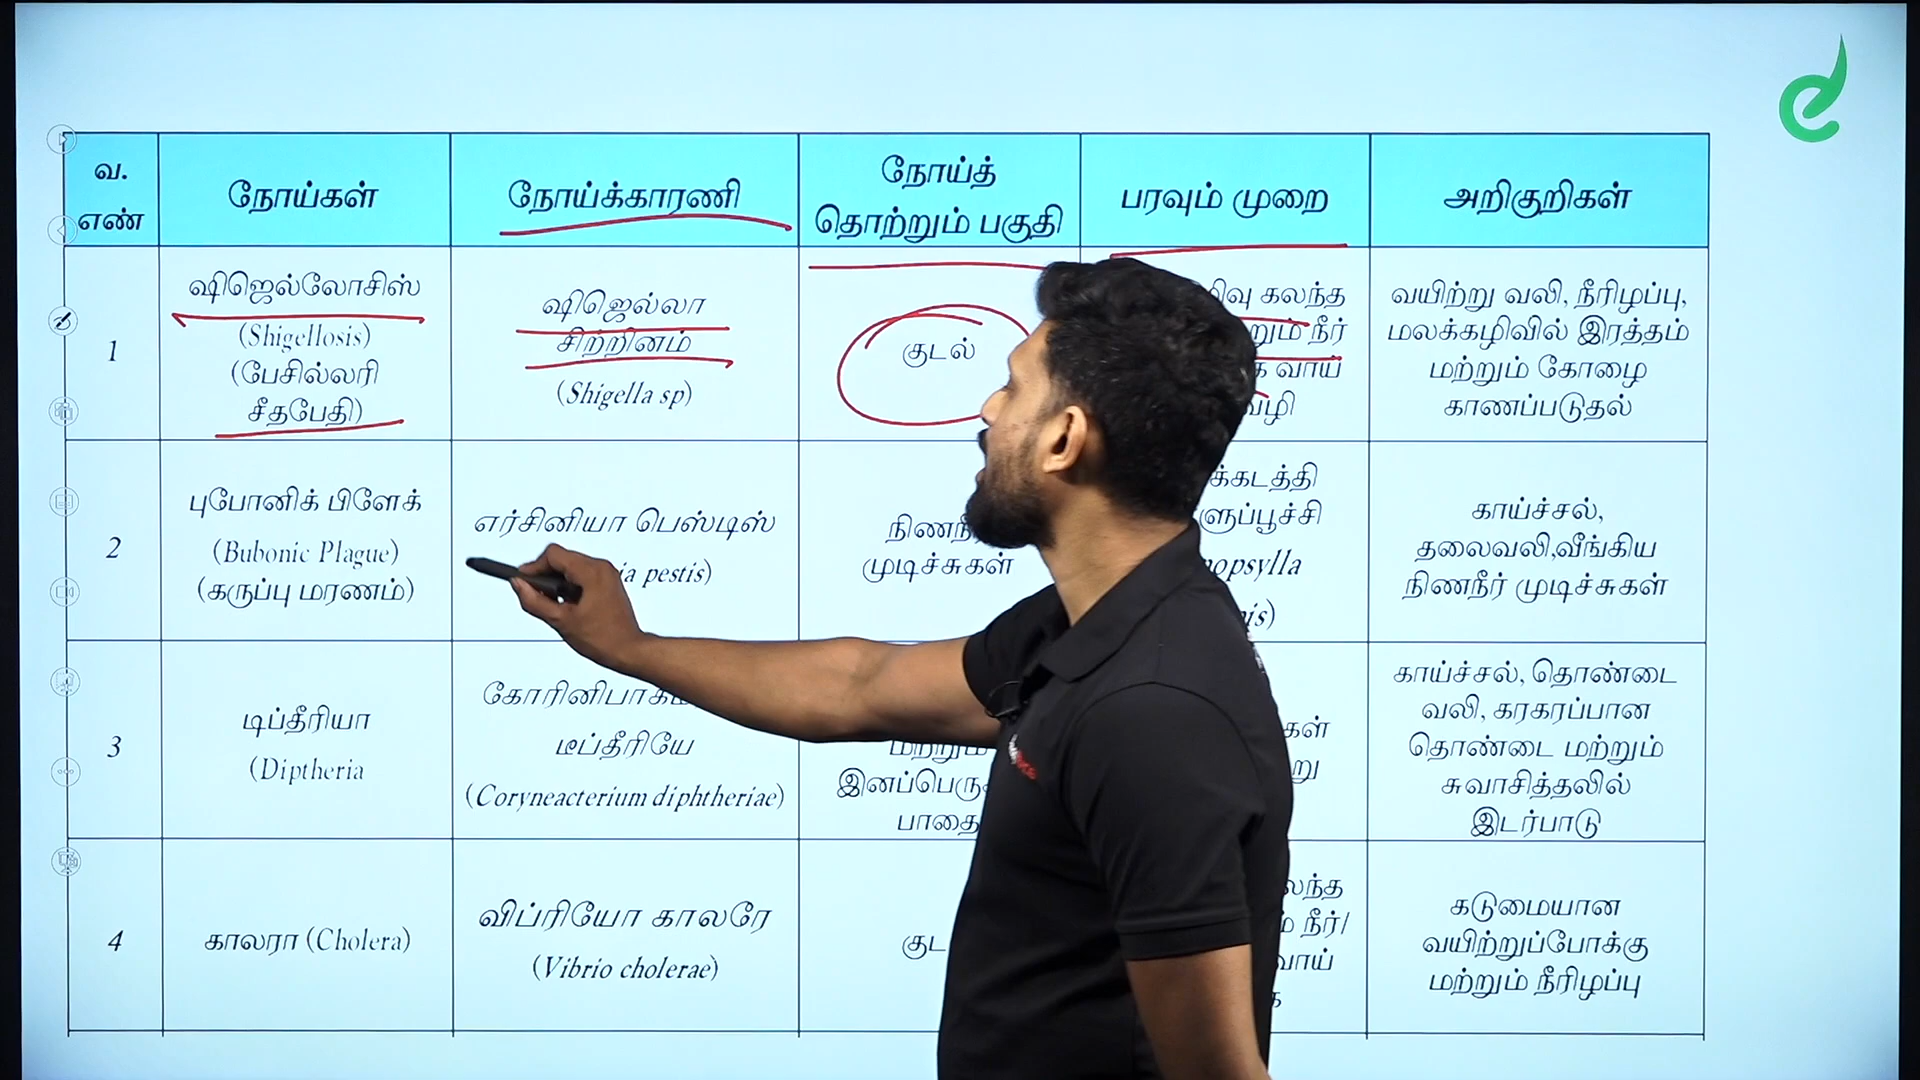 வ. எண்
நோய்கள்
நோய்க்காரணி
நோய்த்
தொற்றும் பகுதி
பரவும் முறை
அறிகுறிகள்
1
ஷிஜெல்லோசிஸ்
(Shigellosis)
(பேசில்லரி
சீதபேதி)
ஷிஜெல்லா
சிற்றினம்
(Shigella sp)
குடல்
கலந்த
நீர்
வாய்
வழி
வயிற்று வலி, நீரிழப்பு,
மலக்கழிவில் இரத்தம்
மற்றும் கோழை
காணப்படுதல்
2
புபோனிக் பிளேக்
(Bubonic Plague)
(கருப்பு மரணம்)
எர்சினியா பெஸ்டிஸ்
pestis)
முடிச்சுகள்
காய்ச்சல்,
தலைவலி,வீங்கிய
நிணநீர் முடிச்சுகள்
3
டிப்தீரியா
(Diptheria
டீப்தீரியே
(Coryneacterium diphtheriae)
பாதை
காய்ச்சல், தொண்டை
வலி, கரகரப்பான
தொண்டை மற்றும்
சுவாசித்தலில்
இடர்பாடு
4
காலரா (Cholera)
விப்ரியோ காலரே
(Vibrio cholerae)
நீர்/
வாய்
கடுமையான
வயிற்றுப்போக்கு
மற்றும் நீரிழப்பு